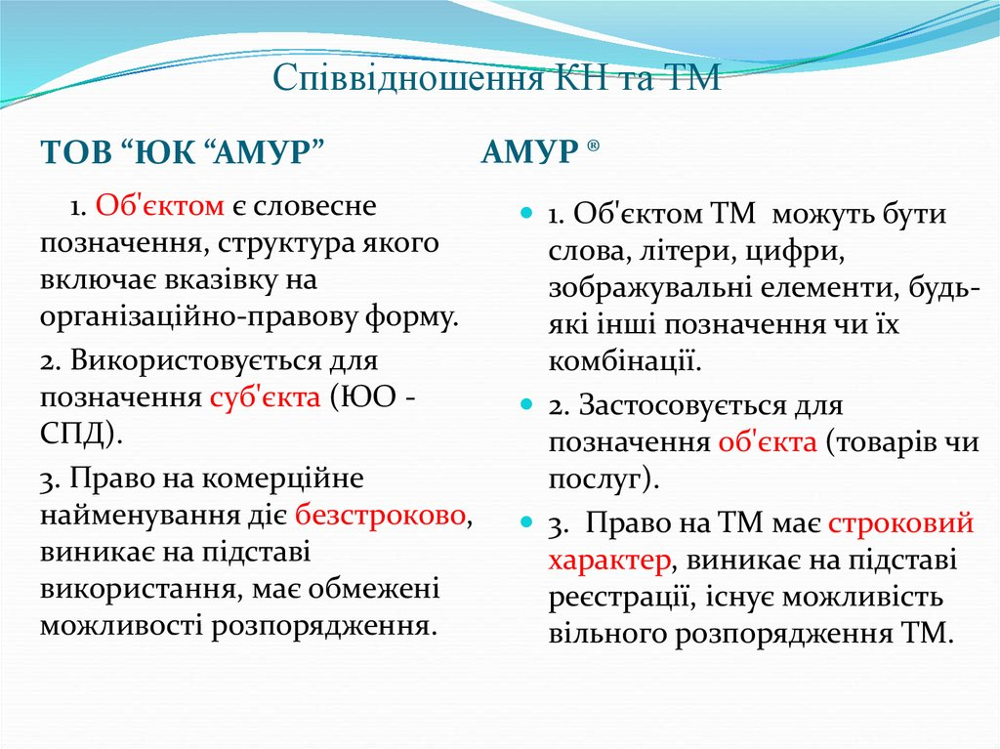 Співвідношення КН та ТМ
ТОВ “ЮК “АМУР”
1. Об'єктом є словесне
позначення, структура якого
включає вказівку на
організаційно-правову форму.
2. Використовується для
позначення суб'єкта (ЮО -
СПД).
3. Право на комерційне
найменування діє безстроково,
виникає на підставі
використання, має обмежені
можливості розпорядження.
АМУР ®
1. Об'єктом ТМ можуть бути
слова, літери, цифри,
зображувальні елементи, будь-
які інші позначення чи їх
комбінації.
2. Застосовується для
позначення об'єкта (товарів чи
послуг).
3. Право на ТМ має строковий
характер, виникає на підставі
реєстрації, існує можливість
вільного розпорядження ТМ.